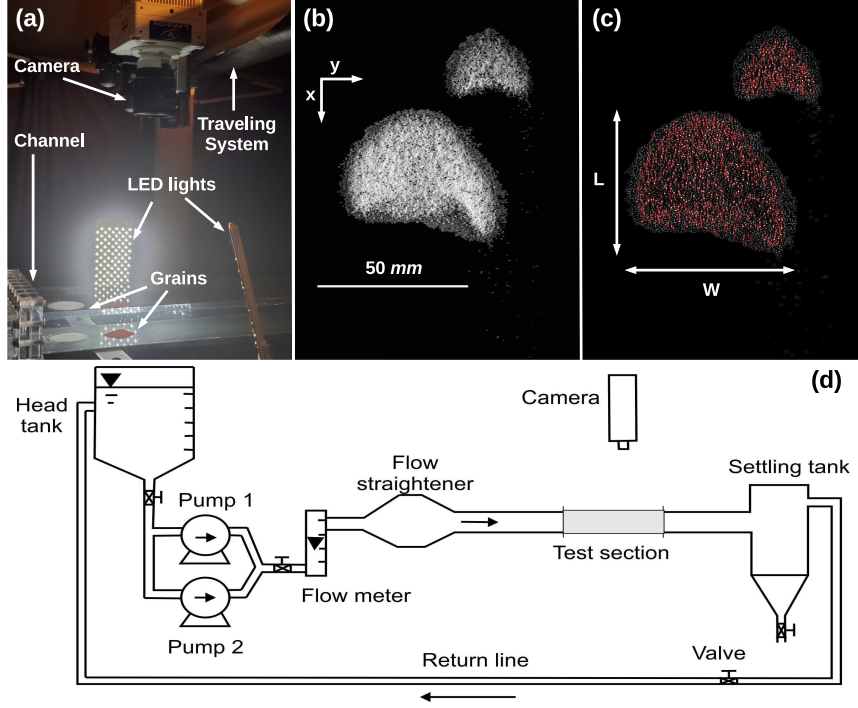 (a)
LAVISION
Camera
Traveling
System
Channel
LED lights
Grains
(b)
y
x
50 mm
(c)
L
W
(d)
Head
tank
Camera
Flow
straightener
Settling tank
Pump 1
Test section
Flow meter
Pump 2
Return line
Valve